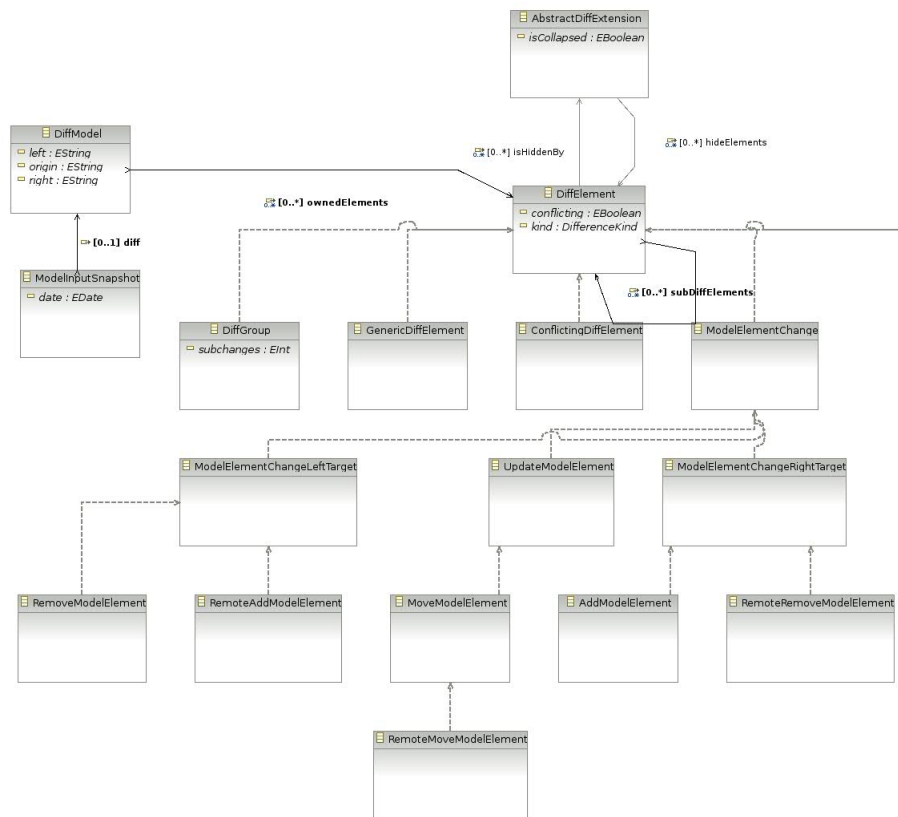 AbstractDiffExtension
isCollapsed : EBoolean
DiffModel
left : EString
origin : EString
right : EString
[0..*] isHiddenBy
[0..*] hideElements
DiffElement
conflicting : EBoolean
kind : DifferenceKind
[0..*] ownedElements
[0..1] diff
ModelInputSnapshot
date : EDate
[0..*] subDiffElements
DiffGroup
subchanges : EInt
GenericDiffElement
ConflictingDiffElement
ModelElementChange
ModelElementChangeLeftTarget
UpdateModelElement
ModelElementChangeRightTarget
RemoveModelElement
RemoteAddModelElement
MoveModelElement
AddModelElement
RemoteRemoveModelElement
RemoteMoveModelElement